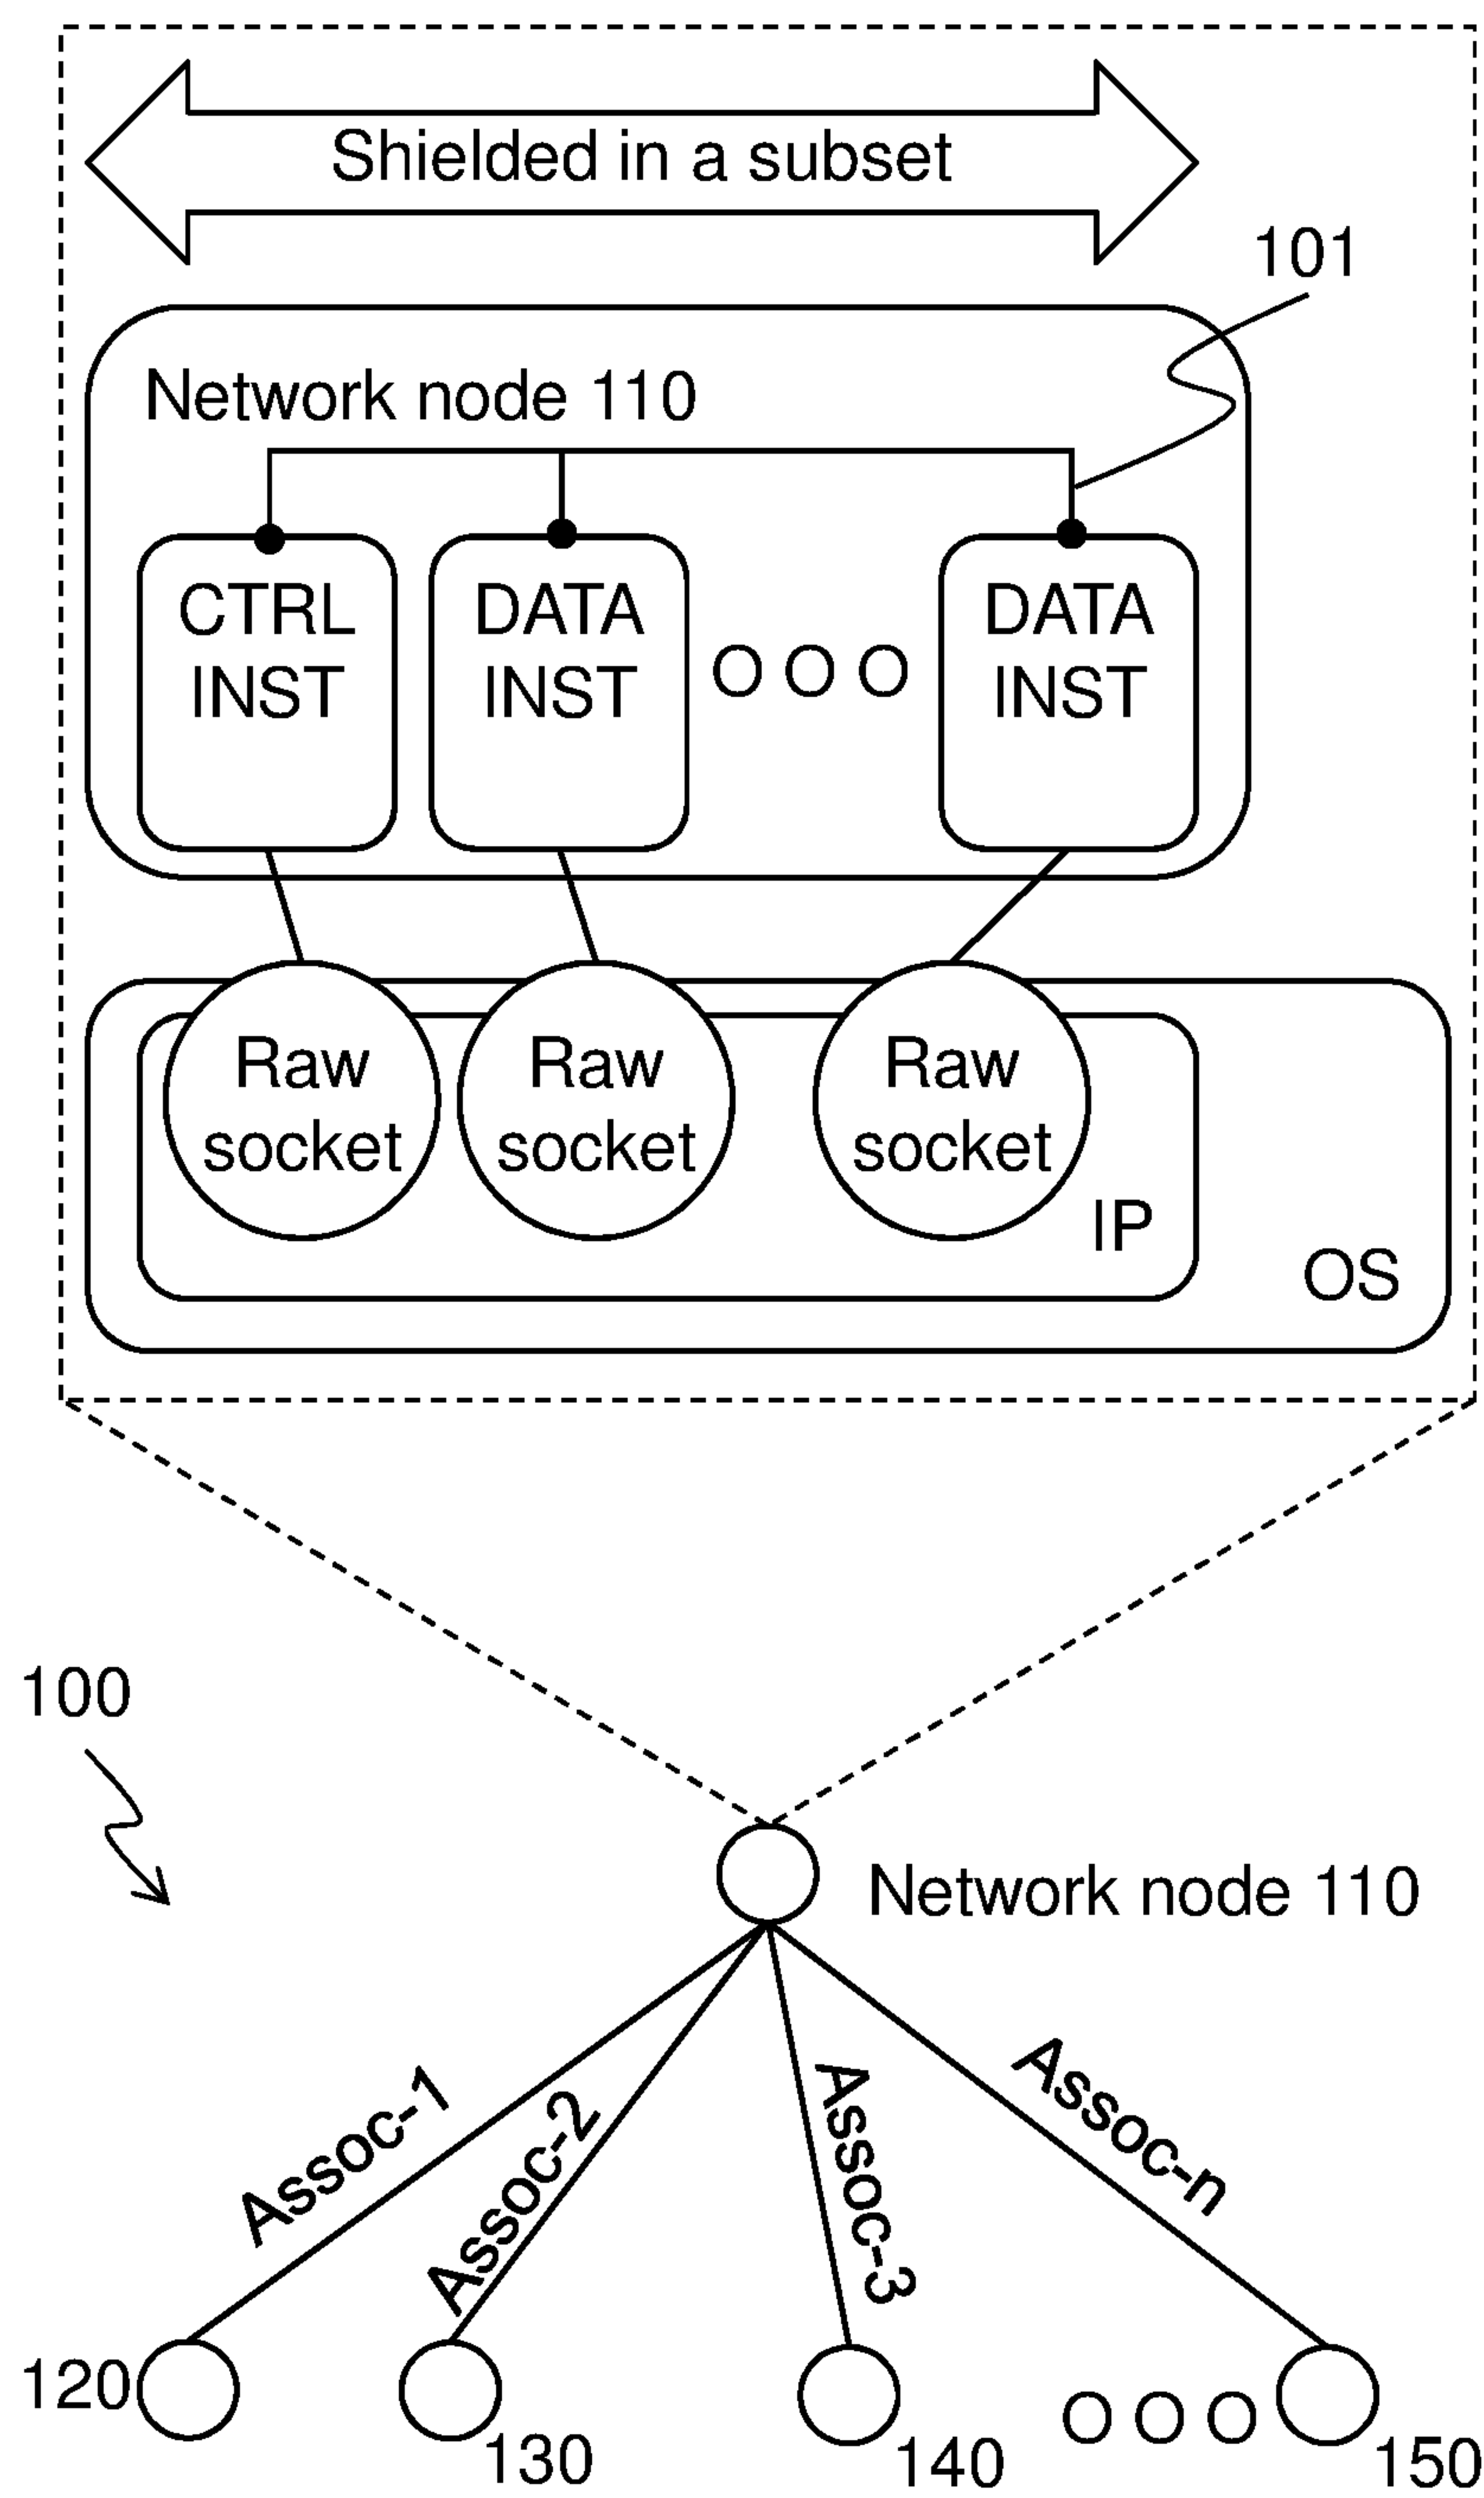 Shielded in a subset
101
Network node 110
CTRL
INST
DATA
INST
O O O
DATA
INST
Raw
socket
Raw
socket
Raw
socket
IP
OS
100
Network node 110
Assoc-1
Assoc-2
Assoc-3
Assoc-n
120
130
140
O O O
150